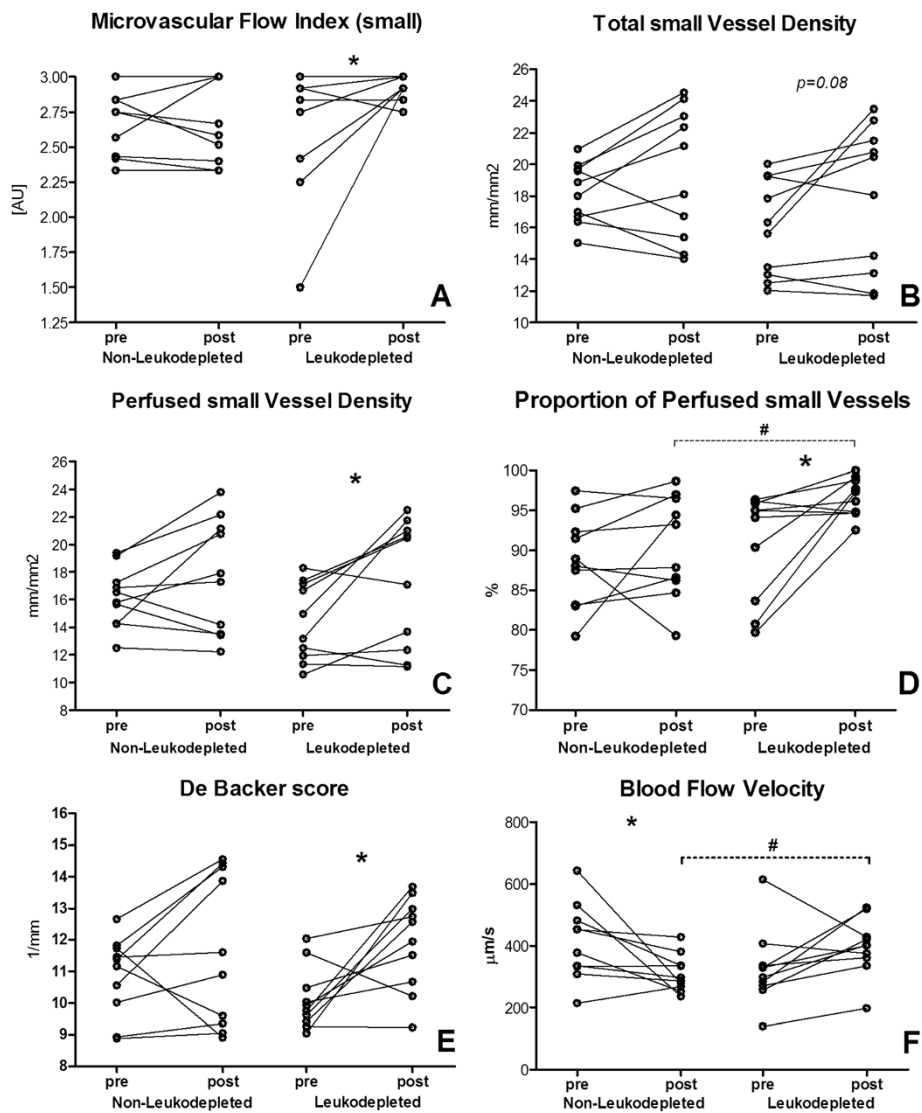 Microvascular Flow Index (small)
*
3.00
2.75
2.50
2.25
2.00
1.75
1.50
1.25
[AU]
A
pre post pre post
Non-Leukodepleted Leukodepleted
Total small Vessel Density
p=0.08
26
24
22
20
18
16
14
12
10
mm/mm2
B
pre post pre post
Non-Leukodepleted Leukodepleted
Perfused small Vessel Density
*
26
24
22
20
18
16
14
12
10
8
mm/mm2
C
pre post pre post
Non-Leukodepleted Leukodepleted
Proportion of Perfused small Vessels
#
*
100
95
90
85
80
75
70
%
D
pre post pre post
Non-Leukodepleted Leukodepleted
De Backer score
*
16
15
14
13
12
11
10
9
8
1/mm
E
pre post pre post
Non-Leukodepleted Leukodepleted
Blood Flow Velocity
*
#
800
600
400
200
0
µm/s
F
pre post pre post
Non-Leukodepleted Leukodepleted